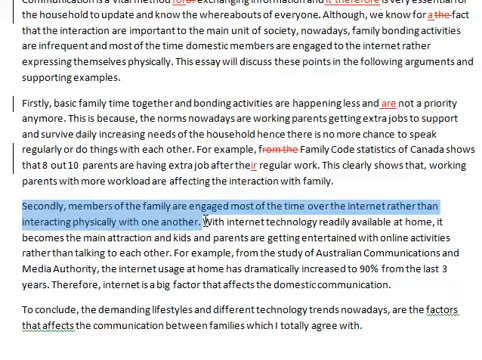 Communication is a vital method for or exchanging information and it therefore is very essential for
the household to update and know the whereabouts of everyone. Although, we know for a the fact
that the interaction are important to the main unit of society, nowadays, family bonding activities
are infrequent and most of the time domestic members are engaged to the internet rather
expressing themselves physically. This essay will discuss these points in the following arguments and
supporting examples.
Firstly, basic family time together and bonding activities are happening less and are not a priority
anymore. This is because, the norms nowadays are working parents getting extra jobs to support
and survive daily increasing needs of the household hence there is no more chance to speak
regularly or do things with each other. For example, from the Family Code statistics of Canada shows
that 8 out 10 parents are having extra job after their regular work. This clearly shows that, working
parents with more workload are affecting the interaction with family.
Secondly, members of the family are engaged most of the time over the internet rather than
interacting physically with one another. With internet technology readily available at home, it
becomes the main attraction and kids and parents are getting entertained with online activities
rather than talking to each other. For example, from the study of Australian Communications and
Media Authority, the internet usage at home has dramatically increased to 90% from the last 3
years. Therefore, internet is a big factor that affects the domestic communication.
To conclude, the demanding lifestyles and different technology trends nowadays, are the factors
that affects the communication between families which I totally agree with.